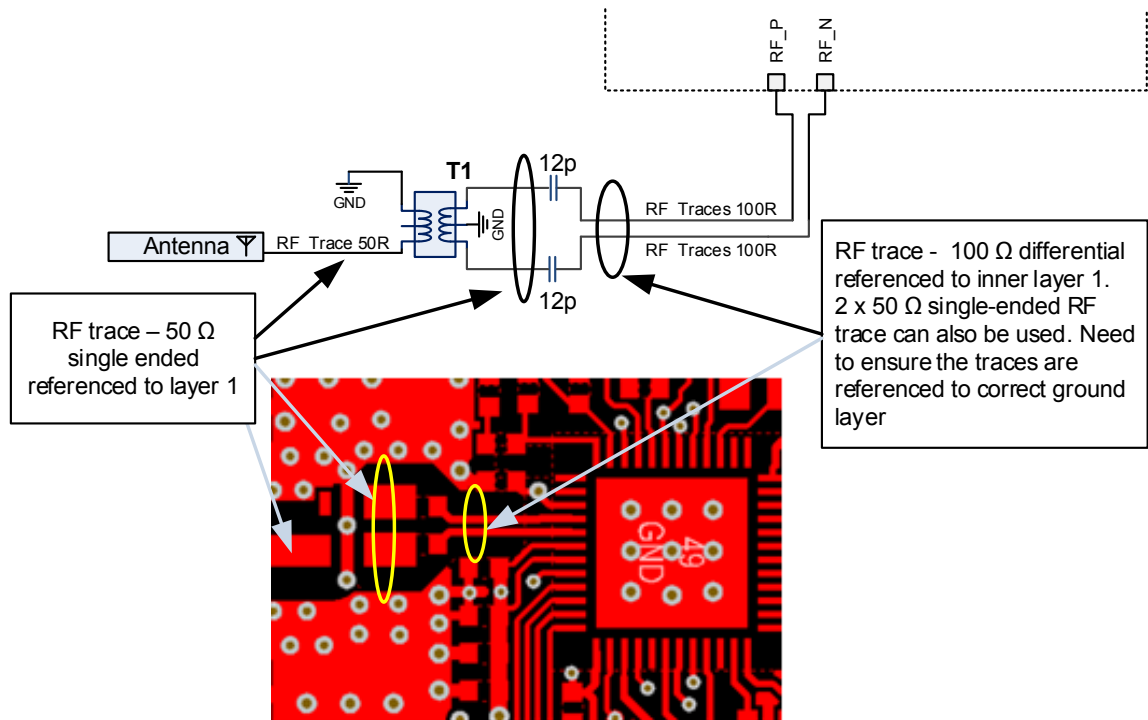 RF_P
RF_N
T1
12p
GND
GND
RF Traces 100R
Antenna
RF Trace 50R
RF Traces 100R
12p
RF trace – 50 Ω
single ended
referenced to layer 1
RF trace - 100 Ω differential
referenced to inner layer 1.
2 x 50 Ω single-ended RF
trace can also be used. Need
to ensure the traces are
referenced to correct ground
layer
49
GND